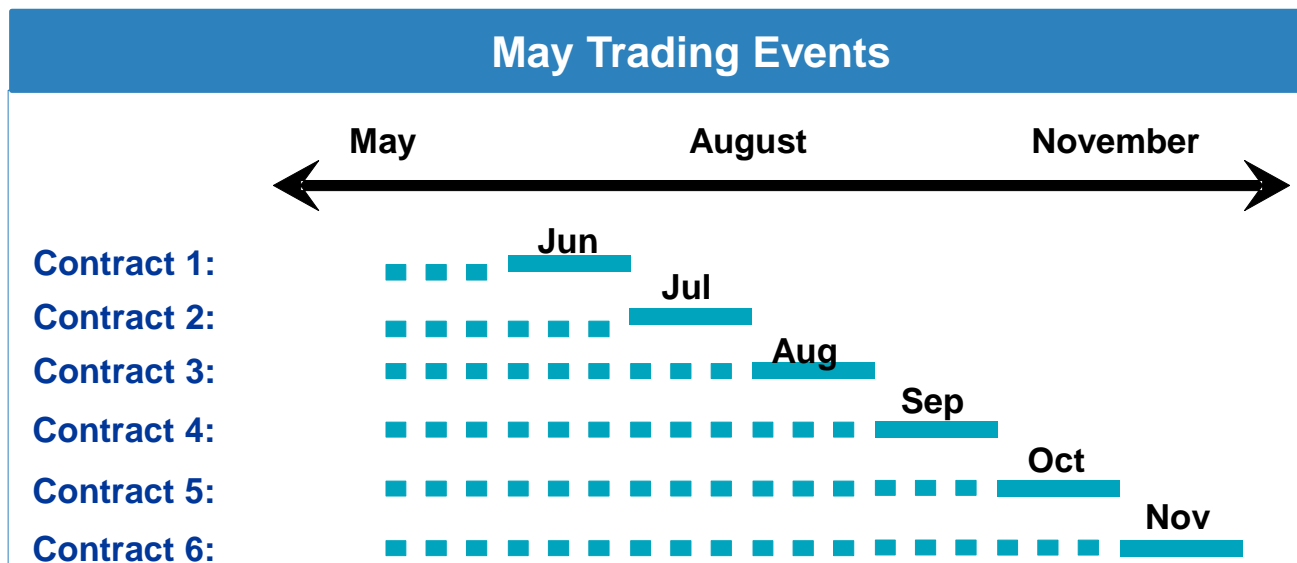 May Trading Events
May August November
Contract 1: Jun
Contract 2: Jul
Contract 3: Aug
Contract 4: Sep
Contract 5: Oct
Contract 6: Nov